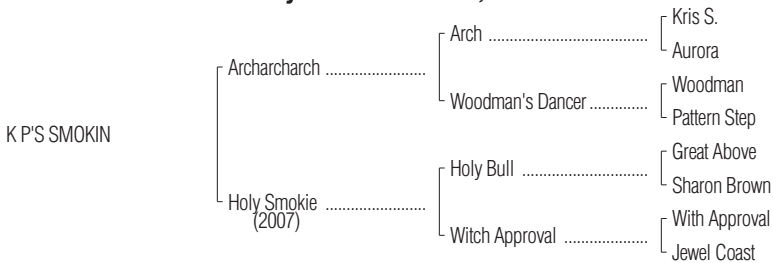 Kris S.
Arch ........................................
Aurora
Archarcharch .........................
Woodman
Woodman's Dancer ...............
Pattern Step
K P'S SMOKIN
Great Above
Holy Bull ................................
Sharon Brown
Holy Smokie .........................
(2007)
With Approval
Witch Approval .....................
Jewel Coast